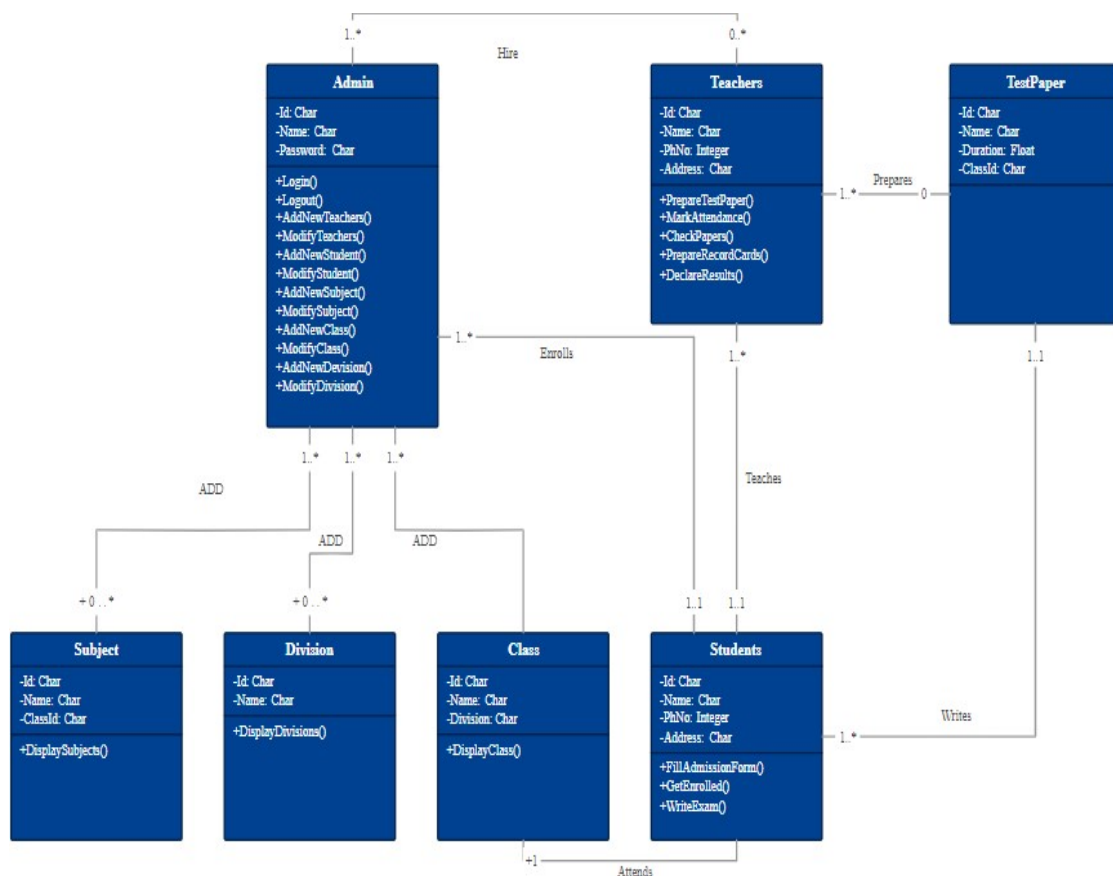 1..*
0..*
Hire
Admin
-Id: Char
-Name: Char
-Password: Char
+Login()
+Logout()
+AddNewTeachers()
+ModifyTeachers()
+AddNewStudent()
+ModifyStudent()
+AddNewSubject()
+ModifySubject()
+AddNewClass()
+ModifyClass()
+AddNewDevision()
+ModifyDivision()
Teachers
-Id: Char
-Name: Char
-PhNo: Integer
-Address: Char
+PrepareTestPaper()
+MarkAttendance()
+CheckPapers()
+PrepareRecordCards()
+DeclareResults()
TestPaper
-Id: Char
-Name: Char
-Duration: Float
-ClassId: Char
Prepares
1..*
0
1..*
Enrolls
1..*
1..1
1..*
1..*
1..*
ADD
ADD
ADD
Teaches
+ 0 . . *
+ 0 . . *
1..1
1..1
Subject
-Id: Char
-Name: Char
-ClassId: Char
+DisplaySubjects()
Division
-Id: Char
-Name: Char
+DisplayDivisions()
Class
-Id: Char
-Name: Char
-Division: Char
+DisplayClass()
Students
-Id: Char
-Name: Char
-PhNo: Integer
-Address: Char
+FillAdmissionForm()
+GetEnrolled()
+WriteExam()
Writes
1..*
+1
Attends